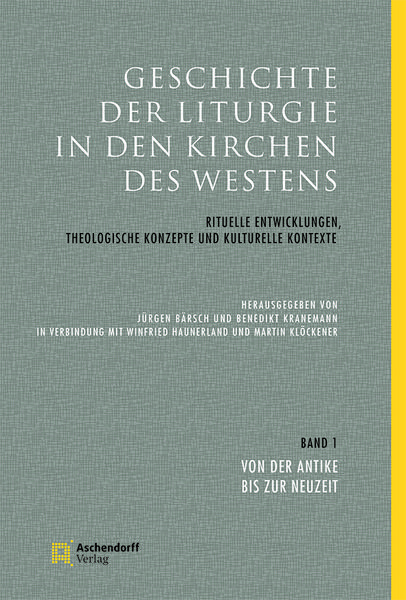 GESCHICHTE
DER LITURGIE
IN DEN KIRCHEN
DES WESTENS
RITUELLE ENTWICKLUNGEN,
THEOLOGISCHE KONZEPTE UND KULTURELLE KONTEXTE
HERAUSGEGEBEN VON
JÜRGEN BÄRSCH UND BENEDIKT KRANEMANN
IN VERBINDUNG MIT WINFRIED HAUNERLAND UND MARTIN KLÖCKENER
BAND 1
VON DER ANTIKE
BIS ZUR NEUZEIT
Aschendorff
Verlag